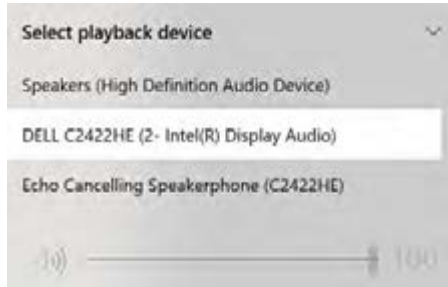 Select playback device
Speakers (High Definition Audio Device)
DELL C2422HE (2- Intel(R) Display Audio)
Echo Cancelling Speakerphone (C2422HE)
100